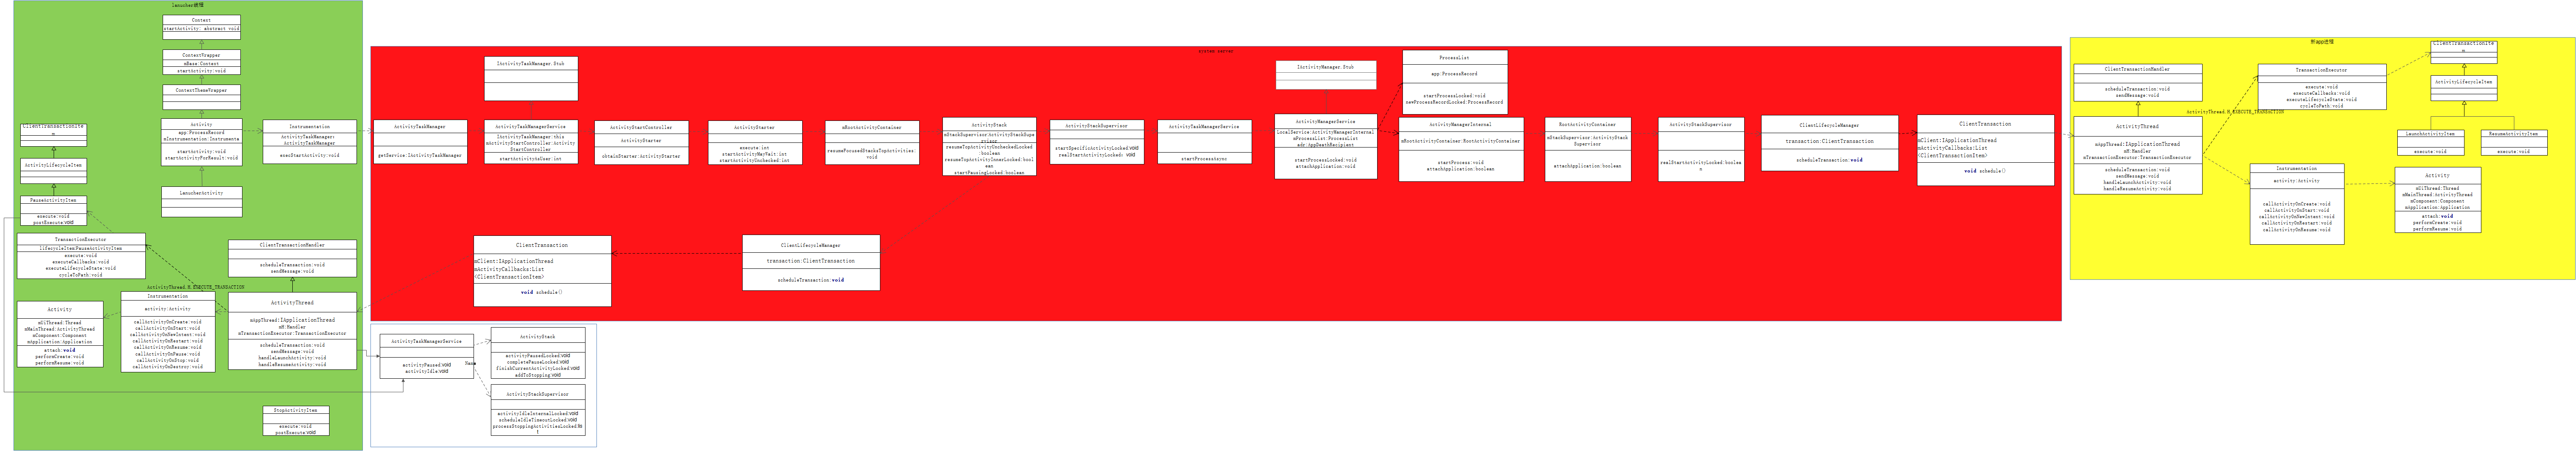 lanucher进程
Context
startActivity: abstract void
ContextWrapper
mBase:Context
startActivity:void
ContextThemeWrapper
Activity
app:ProcessRecord
mInstrumentation:Instrumenta
startActivity:void
startActivityForResult:void
Instrumentation
ActivityTaskManager:
ActivityTaskManager
execStartActivity:void
LanucherActivity
ClientTransactionIte
m
ActivityLifecycleItem
PauseActivityItem
execute:void
postExecute:void
TransactionExecutor
lifecycleItem:PauseActivityItem
execute:void
executeCallbacks:void
executeLifecycleState:void
cycleToPath:void
ClientTransactionHandler
scheduleTransaction:void
sendMessage:void
ActivityThread.H.EXECUTE_TRANSACTION
Activity
mUiThread:Thread
mMainThread:ActivityThread
mComponent:Component
mApplication:Application
attach:void
performCreate:void
performResume:void
Instrumentation
activity:Activity
callActivityOnCreate:void
callActivityOnStart:void
callActivityOnNewIntent:void
callActivityOnRestart:void
callActivityOnResume:void
callActivityOnPause:void
callActivityOnStop:void
callActivityOnDestroy:void
ActivityThread
mAppThread:IApplicationThread
mH:Handler
mTransactionExecutor:TransactionExecutor
scheduleTransaction:void
sendMessage:void
handleLaunchActivity:void
handleResumeActivity:void
StopActivityItem
execute:void
postExecute:void
system server
IActivityTaskManager.Stub
ActivityTaskManager
getService:IActivityTaskManager
ActivityTaskManagerService
IActivityTaskManager:this
mActivityStartController:Activity
StartController
startActivityAsUser:int
ActivityStartController
ActivityStarter
obtainStarter:ActivityStarter
ActivityStarter
execute:int
startActivityMayWait:int
startActivityUnchecked:int
mRootActivityContainer
resumeFocusedStacksTopActivities:
void
ActivityStack
mStackSupervisor:ActivityStackSupe
rvisor
resumeTopActivityUncheckedLocked
:boolean
resumeTopActivityInnerLocked:bool
ean
startPausingLocked:boolean
ActivityStackSupervisor
startSpecificActivityLocked:void
realStartActivityLocked: void
ActivityTaskManagerService
startProcessAsync
IActivityManager.Stub
ActivityManagerService
LocalService:ActivityManagerInternal
mProcessList:ProcessList
adr:AppDeathRecipient
startProcessLocked:void
attachApplication:void
ProcessList
app:ProcessRecord
startProcessLocked:void
newProcessRecordLocked:ProcessRecord
ActivityManagerInternal
mRootActivityContainer:RootActivityContainer
startProcess:void
attachApplication:boolean
RootActivityContainer
mStackSupervisor:ActivityStack
Supervisor
attachApplication:boolean
ActivityStackSupervisor
realStartActivityLocked:boolea
n
ClientLifecycleManager
transaction:ClientTransaction
scheduleTransaction:void
ClientTransaction
mClient:IApplicationThread
mActivityCallbacks:List
<ClientTransactionItem>
void schedule()
ClientTransaction
mClient:IApplicationThread
mActivityCallbacks:List
<ClientTransactionItem>
void schedule()
ClientLifecycleManager
transaction:ClientTransaction
scheduleTransaction:void
ActivityTaskManagerService
activityPaused:void
activityIdle:void
Name
ActivityStack
activityPausedLocked:void
completePauseLocked:void
finishCurrentActivityLocked:void
addToStopping:void
ActivityStackSupervisor
activityIdleInternalLocked:void
scheduleIdleTimeoutLocked:void
新app进程
ClientTransactionHandler
scheduleTransaction:void
sendMessage:void
ActivityThread
mAppThread:IApplicationThread
mH:Handler
mTransactionExecutor:TransactionExecutor
scheduleTransaction:void
sendMessage:void
handleLaunchActivity:void
handleResumeActivity:void
ActivityThread.H.EXECUTE_TRANSACTION
TransactionExecutor
execute:void
executeCallbacks:void
executeLifecycleState:void
cycleToPath:void
ClientTransactionIte
m
ActivityLifecycleItem
LaunchActivityItem
execute:void
ResumeActivityItem
execute:void
Instrumentation
activity:Activity
callActivityOnCreate:void
callActivityOnStart:void
callActivityOnNewIntent:void
callActivityOnRestart:void
callActivityOnResume:void
Activity
mUiThread:Thread
mMainThread:ActivityThread
mComponent:Component
mApplication:Application
attach:void
performCreate:void
performResume:void